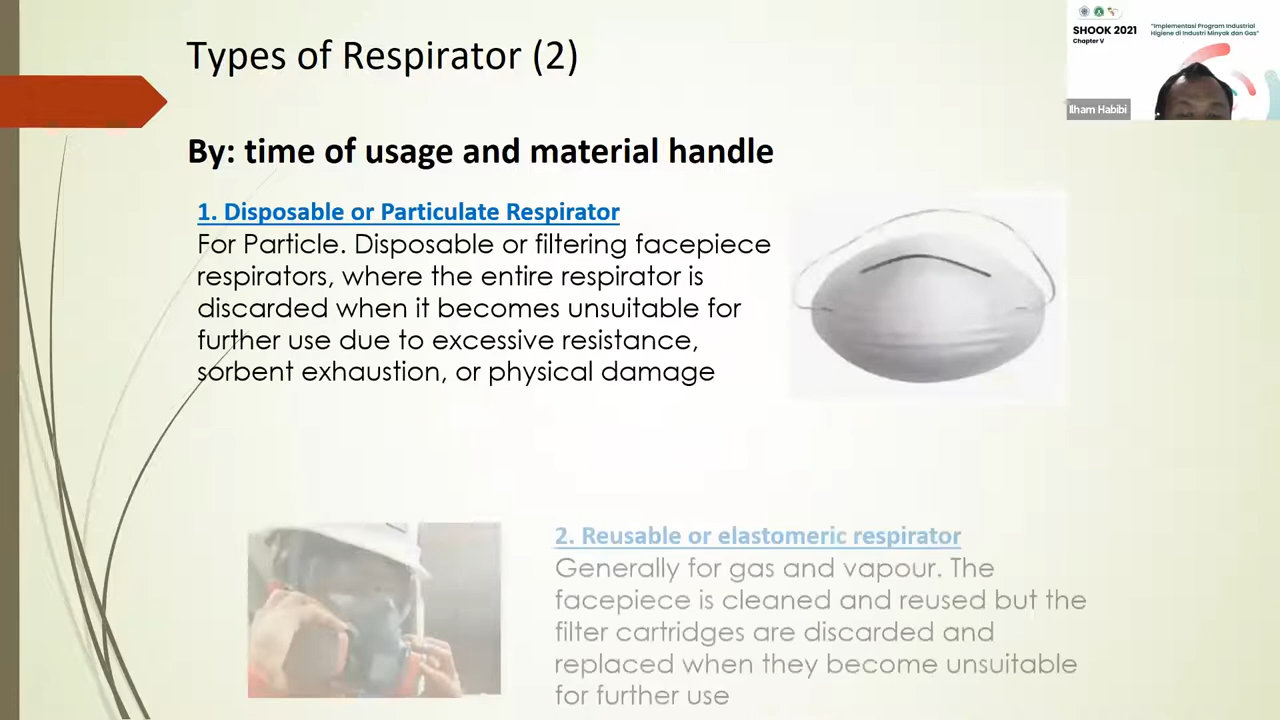 Types of Respirator (2)
SHOOK 2021
Chapter V
"Implementasi Program Industrial
Higiene di Industri Minyak dan Gas"
Ilham Habibi
By: time of usage and material handle
1. Disposable or Particulate Respirator
For Particle. Disposable or filtering facepiece
respirators, where the entire respirator is
discarded when it becomes unsuitable for
further use due to excessive resistance,
sorbent exhaustion, or physical damage
2. Reusable or elastomeric respirator
Generally for gas and vapour. The
facepiece is cleaned and reused but the
filter cartridges are discarded and
replaced when they become unsuitable
for further use